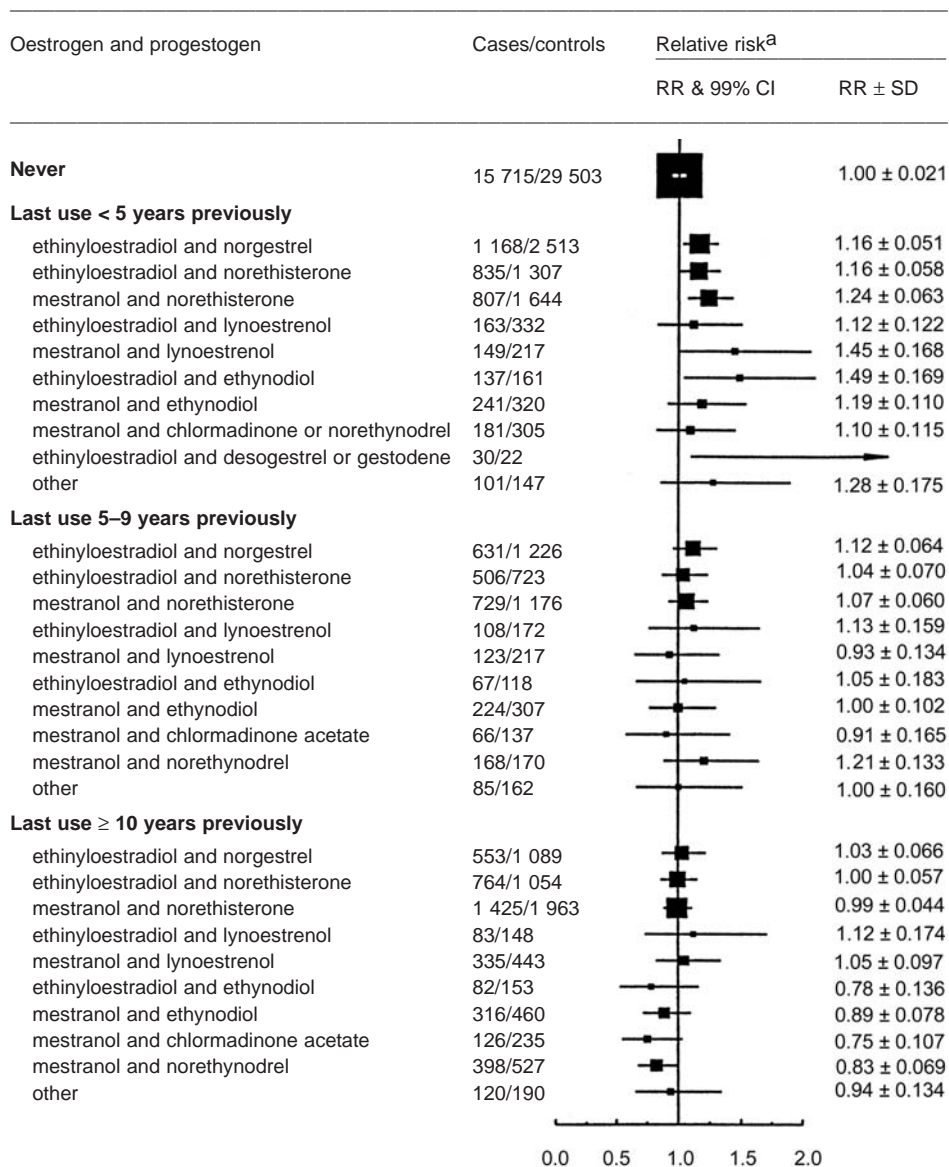 Oestrogen and progestogen Cases/controls Relative riskᵃ
RR & 99% CI RR ± SD
Never 15 715/29 503 1.00 ± 0.021
Last use < 5 years previously
ethinyloestradiol and norgestrel 1 168/2 513 1.16 ± 0.051
ethinyloestradiol and norethisterone 835/1 307 1.16 ± 0.058
mestranol and norethisterone 807/1 644 1.24 ± 0.063
ethinyloestradiol and lynoestrenol 163/332 1.12 ± 0.122
mestranol and lynoestrenol 149/217 1.45 ± 0.168
ethinyloestradiol and ethynodiol 137/161 1.49 ± 0.169
mestranol and ethynodiol 241/320 1.19 ± 0.110
mestranol and chlormadinone or norethynodrel 181/305 1.10 ± 0.115
ethinyloestradiol and desogestrel or gestodene 30/22
other 101/147 1.28 ± 0.175
Last use 5–9 years previously
ethinyloestradiol and norgestrel 631/1 226 1.12 ± 0.064
ethinyloestradiol and norethisterone 506/723 1.04 ± 0.070
mestranol and norethisterone 729/1 176 1.07 ± 0.060
ethinyloestradiol and lynoestrenol 108/172 1.13 ± 0.159
mestranol and lynoestrenol 123/217 0.93 ± 0.134
ethinyloestradiol and ethynodiol 67/118 1.05 ± 0.183
mestranol and ethynodiol 224/307 1.00 ± 0.102
mestranol and chlormadinone acetate 66/137 0.91 ± 0.165
mestranol and norethynodrel 168/170 1.21 ± 0.133
other 85/162 1.00 ± 0.160
Last use ≥ 10 years previously
ethinyloestradiol and norgestrel 553/1 089 1.03 ± 0.066
ethinyloestradiol and norethisterone 764/1 054 1.00 ± 0.057
mestranol and norethisterone 1 425/1 963 0.99 ± 0.044
ethinyloestradiol and lynoestrenol 83/148 1.12 ± 0.174
mestranol and lynoestrenol 335/443 1.05 ± 0.097
ethinyloestradiol and ethynodiol 82/153 0.78 ± 0.136
mestranol and ethynodiol 316/460 0.89 ± 0.078
mestranol and chlormadinone acetate 126/235 0.75 ± 0.107
mestranol and norethynodrel 398/527 0.83 ± 0.069
other 120/190 0.94 ± 0.134
0.0 0.5 1.0 1.5 2.0